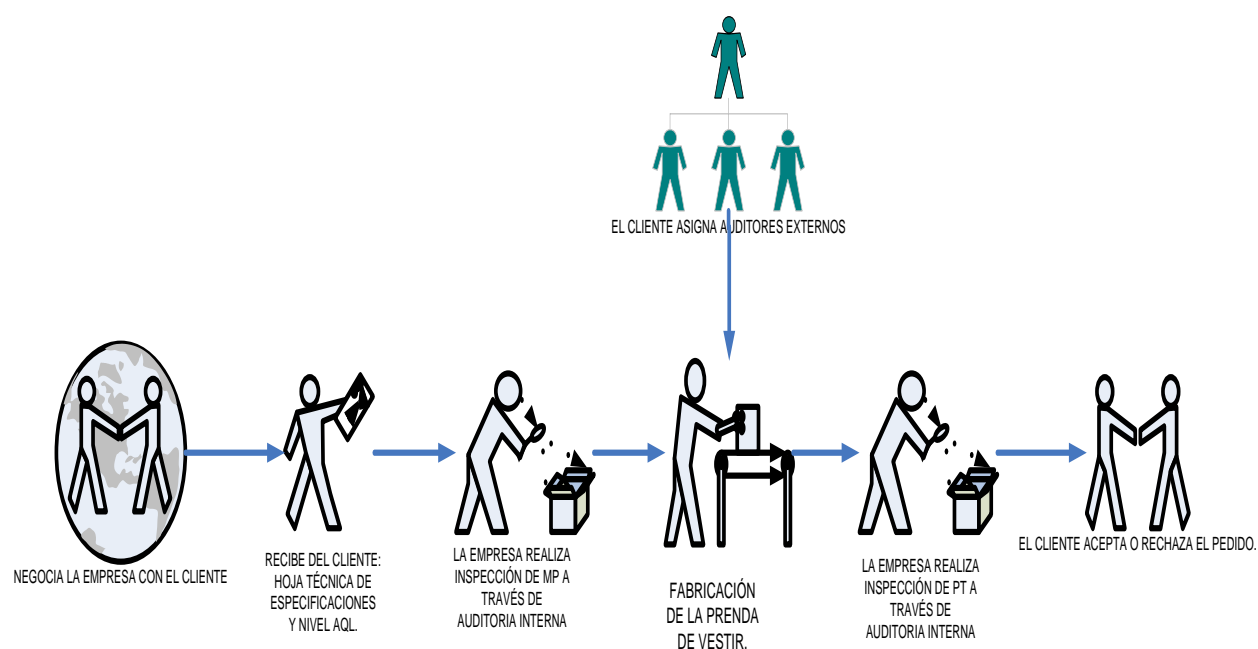 EL CLIENTE ASIGNA AUDITORES EXTERNOS
NEGOCIA LA EMPRESA CON EL CLIENTE
RECIBE DEL CLIENTE:
HOJA TÉCNICA DE
ESPECIFICACIONES
Y NIVEL AQL.
LA EMPRESA REALIZA
INSPECCIÓN DE MP A
TRAVÉS DE
AUDITORIA INTERNA
FABRICACIÓN
DE LA PRENDA
DE VESTIR.
LA EMPRESA REALIZA
INSPECCIÓN DE PT A
TRAVÉS DE
AUDITORIA INTERNA
EL CLIENTE ACEPTA O RECHAZA EL PEDIDO.